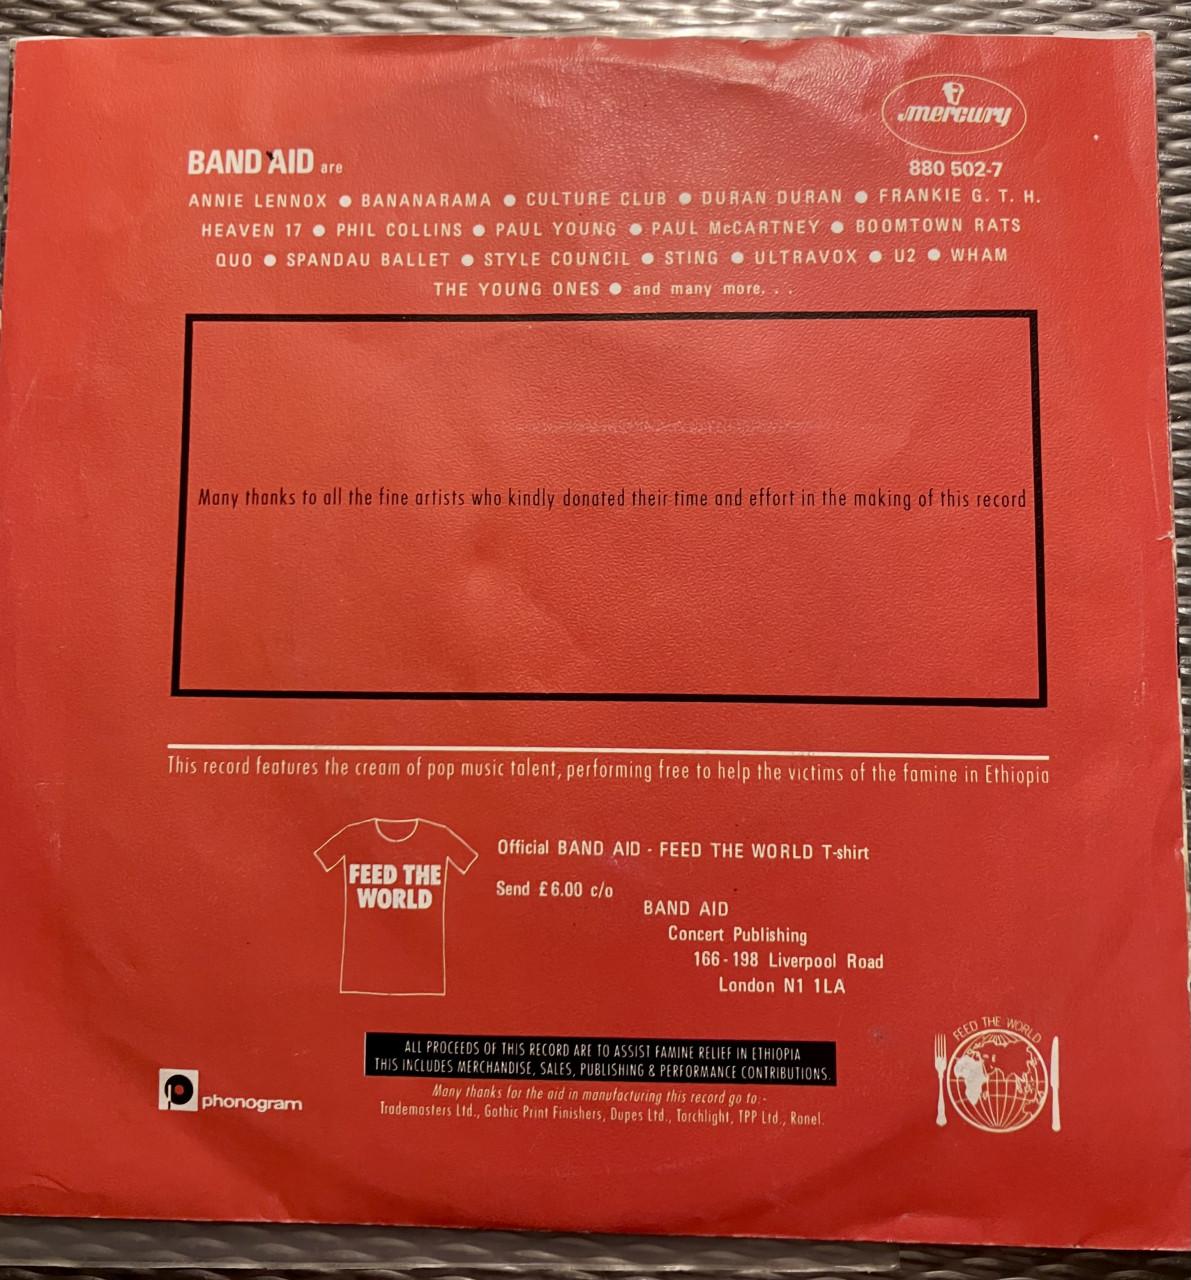 mercury
880 502-7
BAND AID are
ANNIE LENNOX ● BANANARAMA ● CULTURE CLUB ● DURAN DURAN ● FRANKIE G. T. H.
HEAVEN 17 ● PHIL COLLINS ● PAUL YOUNG ● PAUL McCARTNEY ● BOOMTOWN RATS
QUO ● SPANDAU BALLET ● STYLE COUNCIL ● STING ● ULTRAVOX ● U2 ● WHAM
THE YOUNG ONES ● and many more. . .
Many thanks to all the fine artists who kindly donated their time and effort in the making of this record
This record features the cream of pop music talent, performing free to help the victims of the famine in Ethiopia
FEED THE
WORLD
Official BAND AID - FEED THE WORLD T-shirt
Send £6.00 c/o
BAND AID
Concert Publishing
166-198 Liverpool Road
London N1 1LA
ALL PROCEEDS OF THIS RECORD ARE TO ASSIST FAMINE RELIEF IN ETHIOPIA
THIS INCLUDES MERCHANDISE, SALES, PUBLISHING & PERFORMANCE CONTRIBUTIONS.
Many thanks for the aid in manufacturing this record go to:-
Trademasters Ltd., Gothic Print Finishers, Dupes Ltd., Torchlight, TPP Ltd., Ronel.
phonogram
FEED THE WORLD